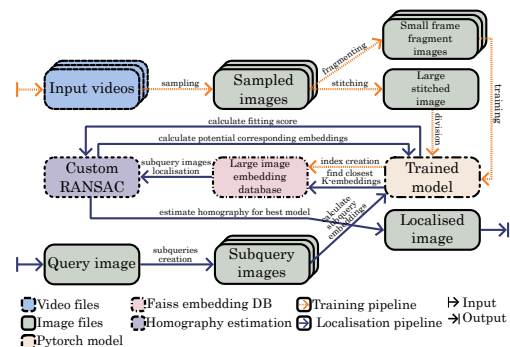 Small frame
fragment
images
fragmenting
Input videos
sampling
Sampled
images
stitching
Large
stitched
image
training
division
calculate fitting score
calculate potential corresponding embeddings
Custom
RANSAC
subquery images
localisation
Large image
embedding
database
index creation
find closest
K-embeddings
Trained
model
calculate
subquery
embeddings
estimate homography for best model
Localised
image
Query image
subqueries
creation
Subquery
images
Video files
Faiss embedding DB
Training pipeline
Input
Image files
Homography estimation
Localisation pipeline
Output
Pytorch model